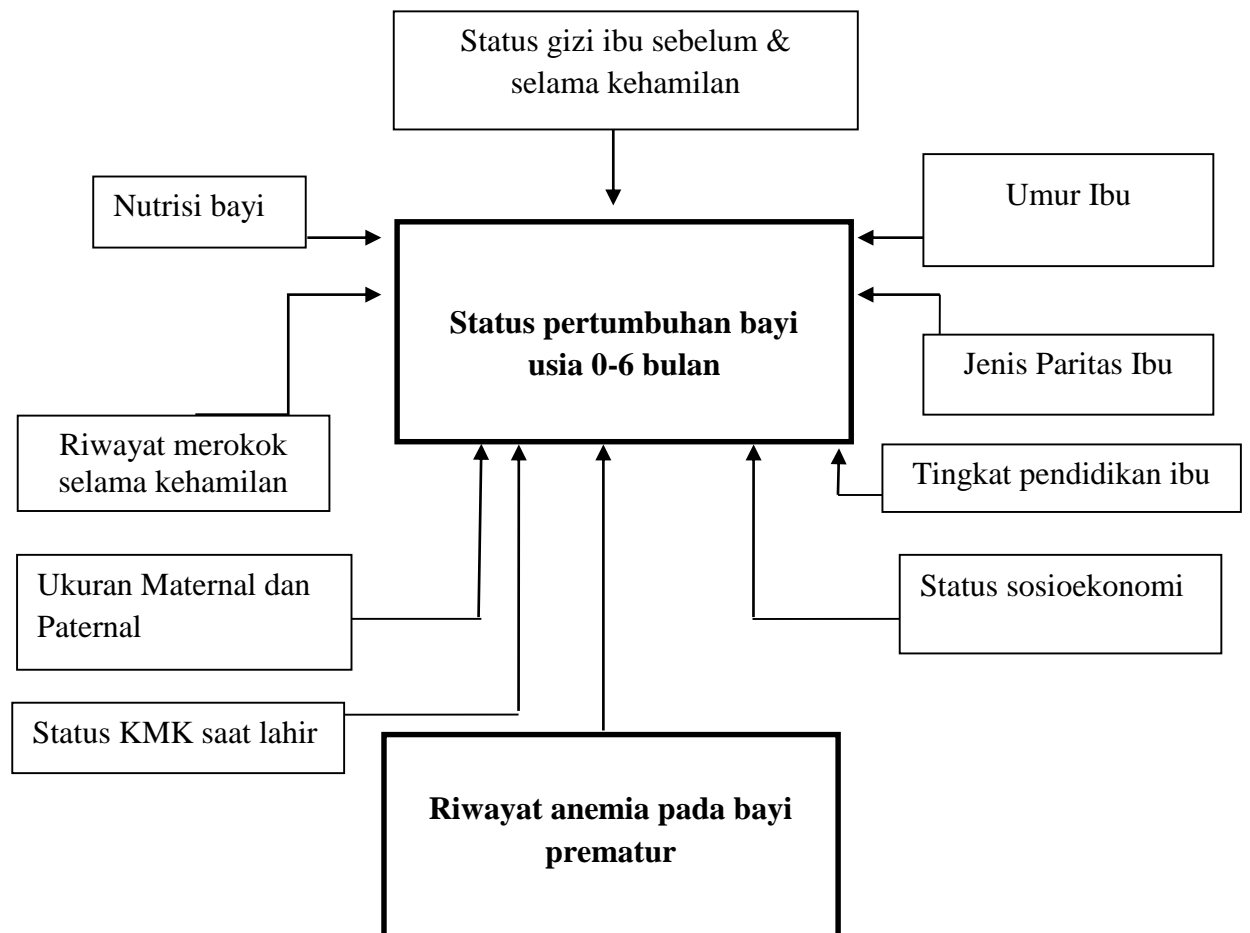 Status gizi ibu sebelum &
selama kehamilan
Nutrisi bayi
Umur Ibu
Status pertumbuhan bayi
usia 0-6 bulan
Jenis Paritas Ibu
Riwayat merokok
selama kehamilan
Tingkat pendidikan ibu
Ukuran Maternal dan
Paternal
Status sosioekonomi
Status KMK saat lahir
Riwayat anemia pada bayi
prematur